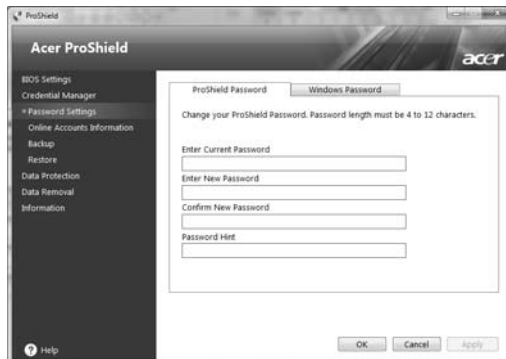 ProShield
Acer ProShield
acer
BIOS Settings
Credential Manager
Password Settings
Online Accounts Information
Backup
Restore
Data Protection
Data Removal
Information
Help
ProShield Password
Windows Password
Change your ProShield Password. Password length must be 4 to 12 characters.
Enter Current Password
Enter New Password
Confirm New Password
Password Hint
OK
Cancel
Apply